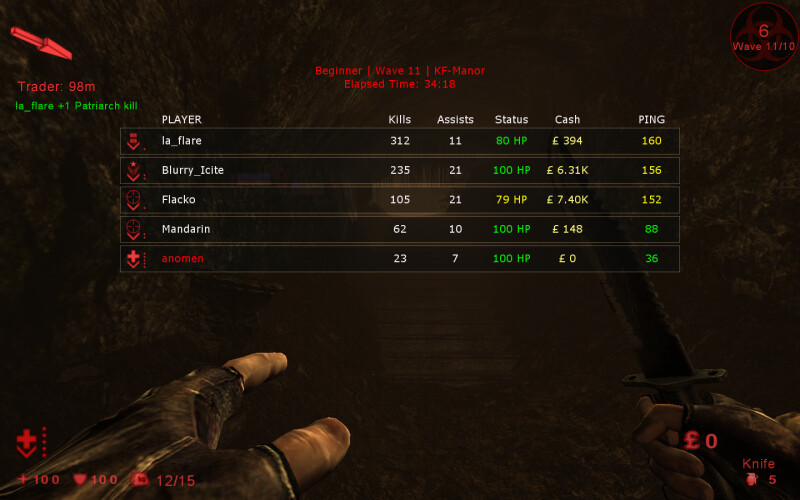 6
Wave 11/10
Trader: 98m
la_flare +1 Patriarch kill
Beginner | Wave 11 | KF-Manor
Elapsed Time: 34:18
PLAYER Kills Assists Status Cash PING
la_flare 312 11 80 HP £ 394 160
Blurry_Icite 235 21 100 HP £ 6.31K 156
Flacko 105 21 79 HP £ 7.40K 152
Mandarin 62 10 100 HP £ 148 88
anomen 23 7 100 HP £ 0 36
£ 0
Knife
100 100 12/15 5